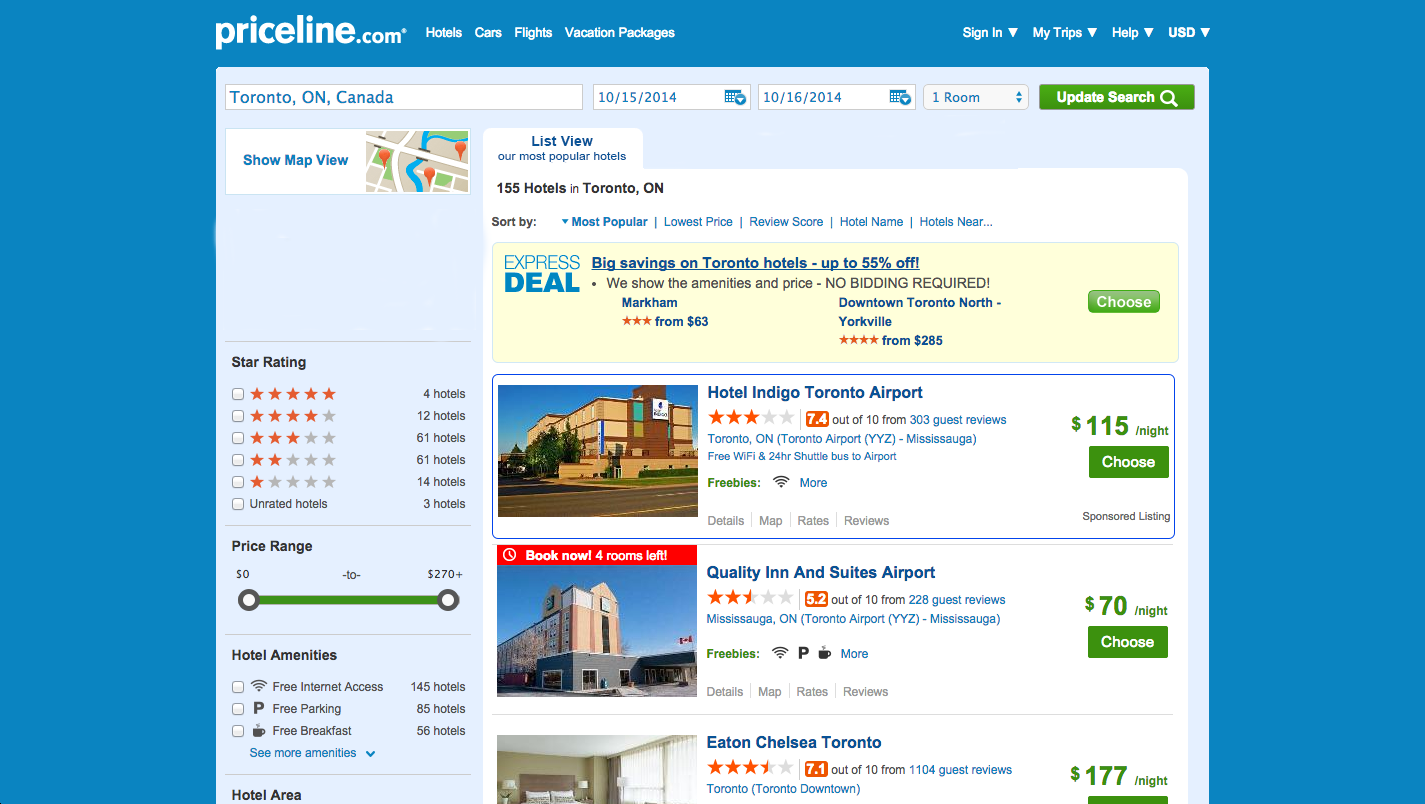 priceline.com® Hotels Cars Flights Vacation Packages Sign In ▼ My Trips ▼ Help ▼ USD ▼
Toronto, ON, Canada 10/15/2014 10/16/2014 1 Room Update Search
Show Map View
List View
our most popular hotels
155 Hotels in Toronto, ON
Sort by: Most Popular | Lowest Price | Review Score | Hotel Name | Hotels Near...
EXPRESS
DEAL
Big savings on Toronto hotels - up to 55% off!
• We show the amenities and price - NO BIDDING REQUIRED!
Markham
from $63
Downtown Toronto North -
Yorkville
from $285
Choose
Star Rating
4 hotels
12 hotels
61 hotels
61 hotels
14 hotels
Unrated hotels 3 hotels
Price Range
$0 -to- $270+
Hotel Amenities
Free Internet Access 145 hotels
P Free Parking 85 hotels
Free Breakfast 56 hotels
See more amenities
Hotel Area
INDIGO
Hotel Indigo Toronto Airport
7.4 out of 10 from 303 guest reviews
Toronto, ON (Toronto Airport (YYZ) - Mississauga)
Free WiFi & 24hr Shuttle bus to Airport
Freebies: More
Details Map Rates Reviews
$ 115 /night
Choose
Sponsored Listing
Book now! 4 rooms left!
Quality Inn And Suites Airport
5.2 out of 10 from 228 guest reviews
Mississauga, ON (Toronto Airport (YYZ) - Mississauga)
Freebies: P More
Details Map Rates Reviews
$ 70 /night
Choose
Eaton Chelsea Toronto
7.1 out of 10 from 1104 guest reviews
Toronto (Toronto Downtown)
$ 177 /night